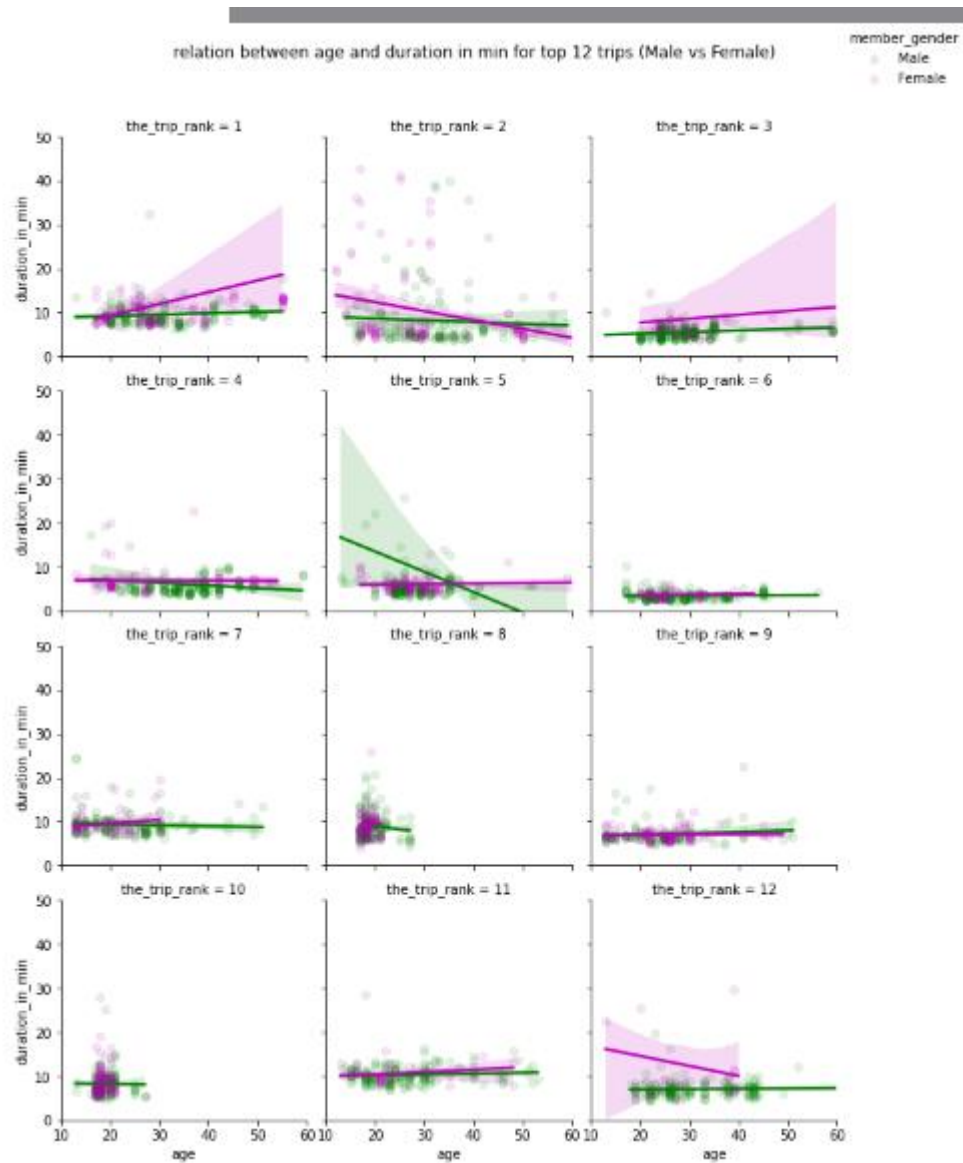 relation between age and duration in min for top 12 trips (Male vs Female)
member_gender
Male
Female
the_trip_rank = 1
the_trip_rank = 2
the_trip_rank = 3
50
40
30
20
10
0
duration_in_min
the_trip_rank = 4
the_trip_rank = 5
the_trip_rank = 6
50
40
30
20
10
0
duration_in_min
the_trip_rank = 7
the_trip_rank = 8
the_trip_rank = 9
50
40
30
20
10
0
duration_in_min
the_trip_rank = 10
the_trip_rank = 11
the_trip_rank = 12
50
40
30
20
10
0
duration_in_min
10 20 30 40 50 60 10 20 30 40 50 60 10 20 30 40 50 60
age age age